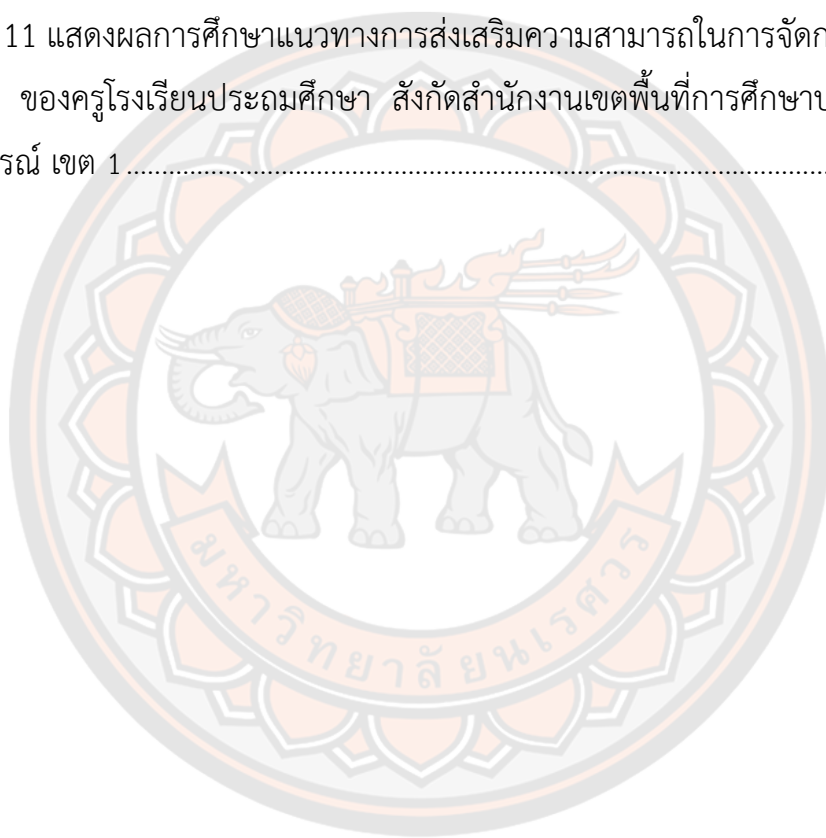 11 แสดงผลการศึกษาแนวทางการส่งเสริมความสามารถในการจัดก
ของครูโรงเรียนประถมศึกษา สังกัดสำนักงานเขตพื้นที่การศึกษาป
รณ์ เขต 1................................................................................................
มหาวิทยาลัยนเรศวร